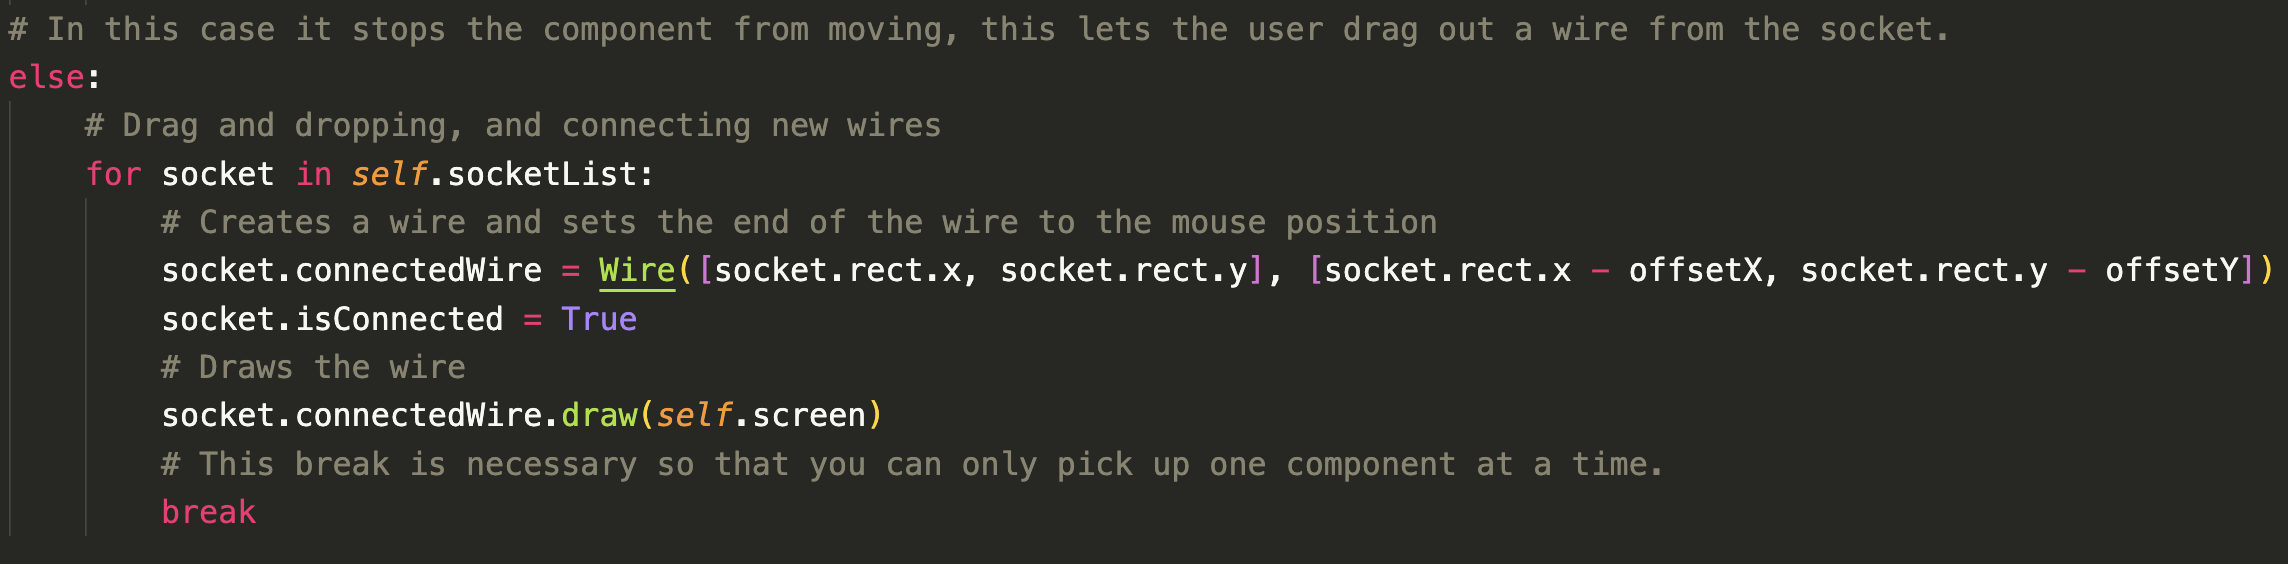 # In this case it stops the component from moving, this lets the user drag out a wire from the socket.
else:
    # Drag and dropping, and connecting new wires
    for socket in self.socketList:
        # Creates a wire and sets the end of the wire to the mouse position
        socket.connectedWire = Wire([socket.rect.x, socket.rect.y], [socket.rect.x - offsetX, socket.rect.y - offsetY])
        socket.isConnected = True
        # Draws the wire
        socket.connectedWire.draw(self.screen)
        # This break is necessary so that you can only pick up one component at a time.
        break